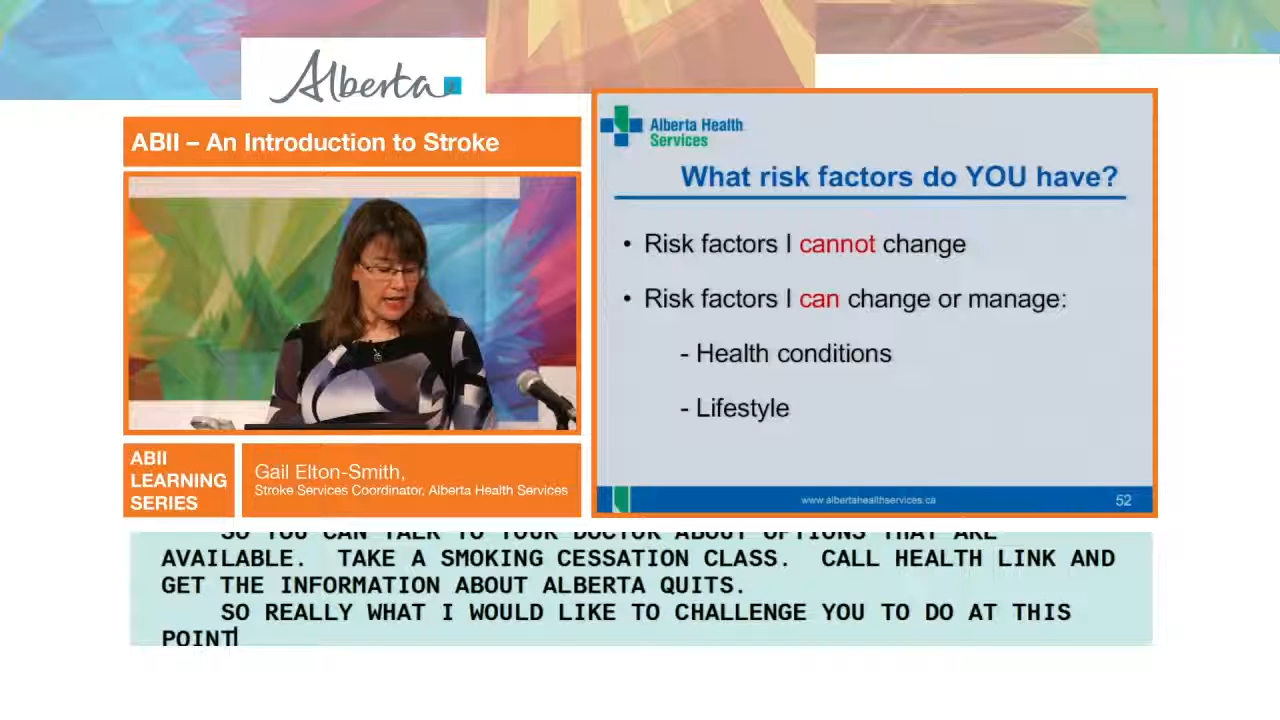 Alberta
ABII – An Introduction to Stroke
Alberta Health
Services
What risk factors do YOU have?
• Risk factors I cannot change
• Risk factors I can change or manage:
- Health conditions
- Lifestyle
www.albertahealthservices.ca
52
ABII
LEARNING
SERIES
Gail Elton-Smith,
Stroke Services Coordinator, Alberta Health Services
SO YOU CAN TALK TO YOUR DOCTOR ABOUT OPTIONS THAT ARE
AVAILABLE. TAKE A SMOKING CESSATION CLASS. CALL HEALTH LINK AND
GET THE INFORMATION ABOUT ALBERTA QUITS.
SO REALLY WHAT I WOULD LIKE TO CHALLENGE YOU TO DO AT THIS
POINT